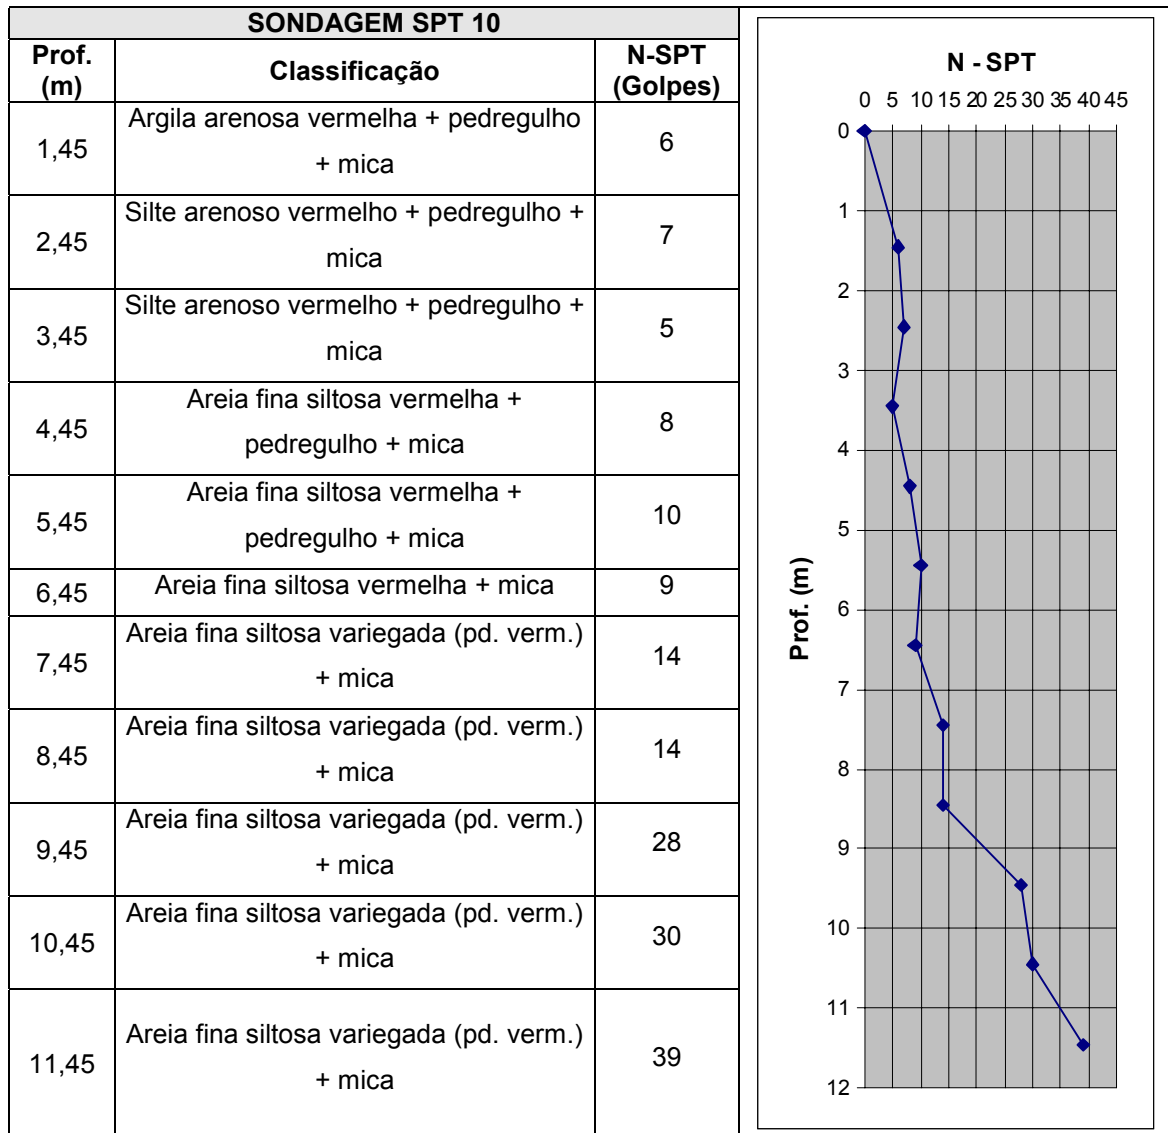 SONDAGEM SPT 10
Prof. (m)
Classificação
N-SPT (Golpes)
1,45
Argila arenosa vermelha + pedregulho
+ mica
6
2,45
Silte arenoso vermelho + pedregulho +
mica
7
3,45
Silte arenoso vermelho + pedregulho +
mica
5
4,45
Areia fina siltosa vermelha +
pedregulho + mica
8
5,45
Areia fina siltosa vermelha +
pedregulho + mica
10
6,45
Areia fina siltosa vermelha + mica
9
7,45
Areia fina siltosa variegada (pd. verm.)
+ mica
14
8,45
Areia fina siltosa variegada (pd. verm.)
+ mica
14
9,45
Areia fina siltosa variegada (pd. verm.)
+ mica
28
10,45
Areia fina siltosa variegada (pd. verm.)
+ mica
30
11,45
Areia fina siltosa variegada (pd. verm.)
+ mica
39
N - SPT
0 5 10 15 20 25 30 35 40 45
0
1
2
3
4
5
6
7
8
9
10
11
12
Prof. (m)